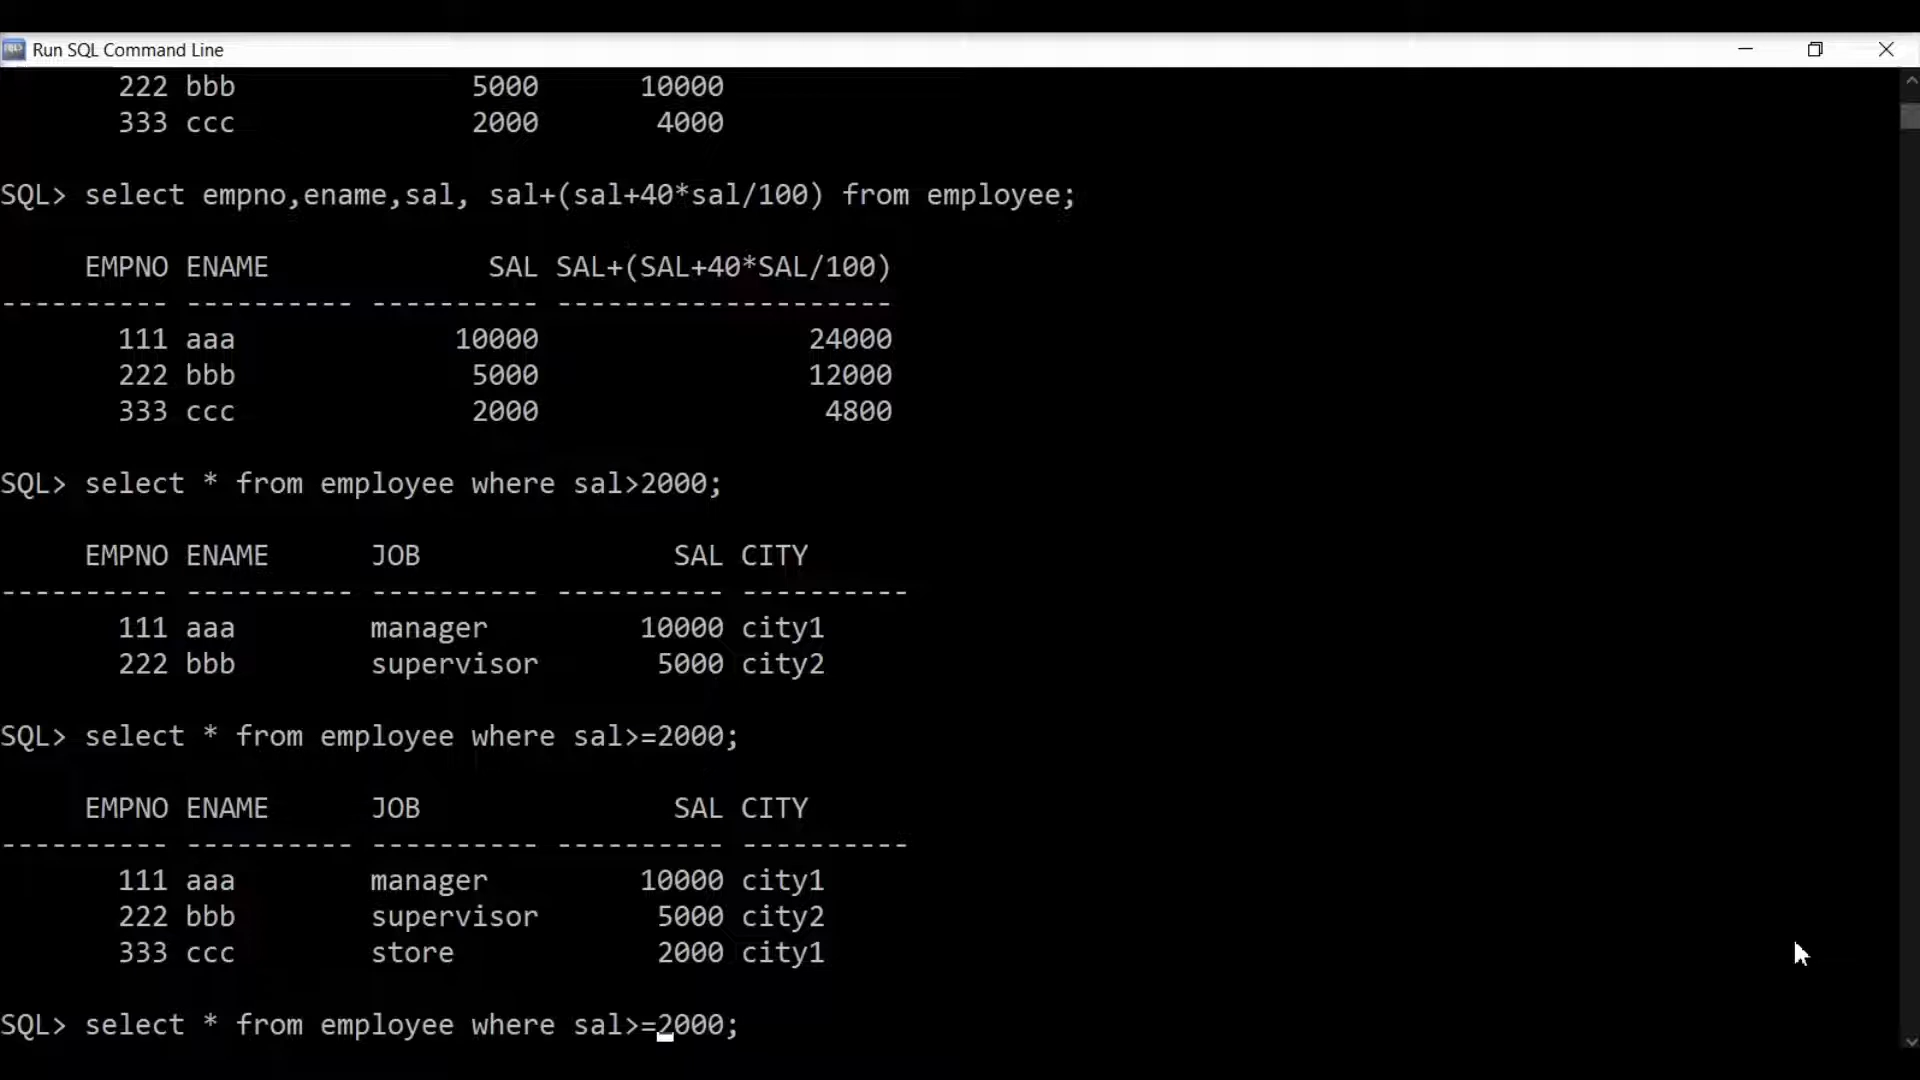 Run SQL Command Line
222 bbb 5000 10000
333 ccc 2000 4000
SQL> select empno,ename,sal, sal+(sal+40*sal/100) from employee;
EMPNO ENAME SAL SAL+(SAL+40*SAL/100)
---------- ---------- ---------- --------------------
111 aaa 10000 24000
222 bbb 5000 12000
333 ccc 2000 4800
SQL> select * from employee where sal>2000;
EMPNO ENAME JOB SAL CITY
---------- ---------- ---------- ---------- ----------
111 aaa manager 10000 city1
222 bbb supervisor 5000 city2
SQL> select * from employee where sal>=2000;
EMPNO ENAME JOB SAL CITY
---------- ---------- ---------- ---------- ----------
111 aaa manager 10000 city1
222 bbb supervisor 5000 city2
333 ccc store 2000 city1
SQL> select * from employee where sal>=2000;